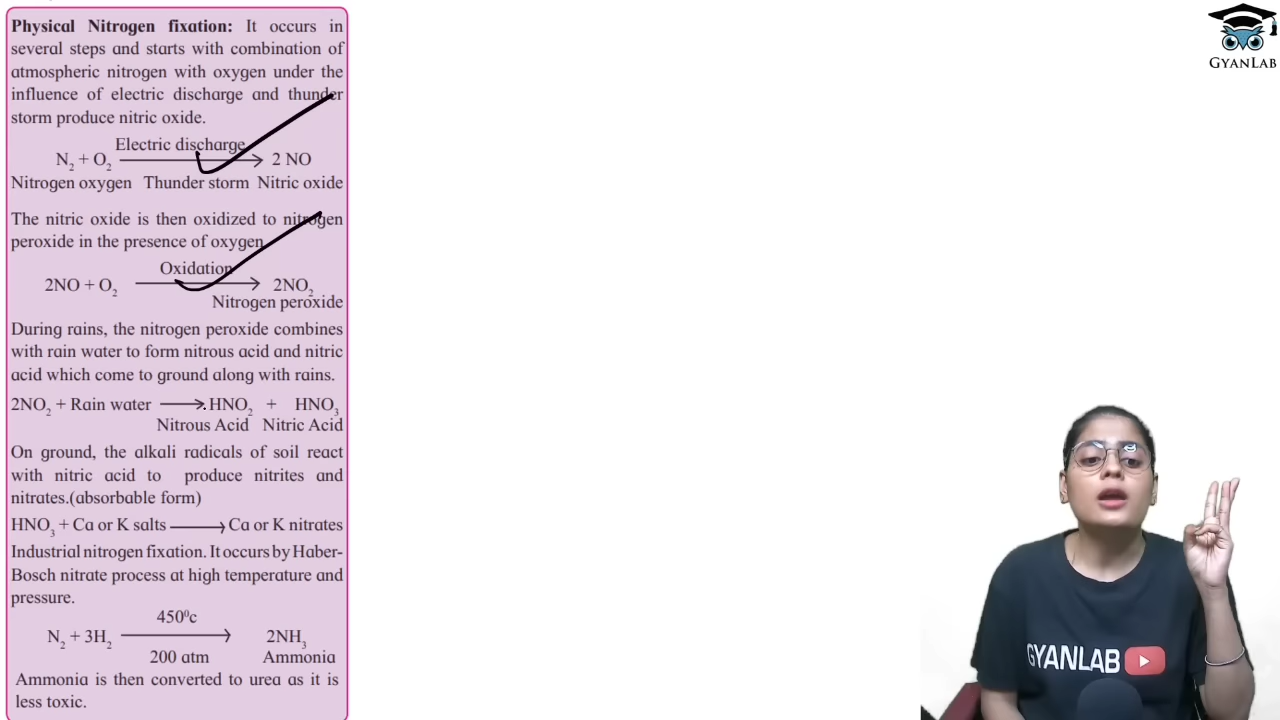 Physical Nitrogen fixation: It occurs in
several steps and starts with combination of
atmospheric nitrogen with oxygen under the
influence of electric discharge and thunder
storm produce nitric oxide.
Electric discharge
N₂ + O₂ ⟶ 2 NO
Nitrogen oxygen Thunder storm Nitric oxide
The nitric oxide is then oxidized to nitrogen
peroxide in the presence of oxygen
Oxidation
2NO + O₂ ⟶ 2NO₂
Nitrogen peroxide
During rains, the nitrogen peroxide combines
with rain water to form nitrous acid and nitric
acid which come to ground along with rains.
2NO₂ + Rain water ⟶ HNO₂ + HNO₃
Nitrous Acid Nitric Acid
On ground, the alkali radicals of soil react
with nitric acid to produce nitrites and
nitrates.(absorbable form)
HNO₃ + Ca or K salts ⟶ Ca or K nitrates
Industrial nitrogen fixation. It occurs by Haber-
Bosch nitrate process at high temperature and
pressure.
450⁰c
N₂ + 3H₂ ⟶ 2NH₃
200 atm Ammonia
Ammonia is then converted to urea as it is
less toxic.
GYANLAB
GYANLAB